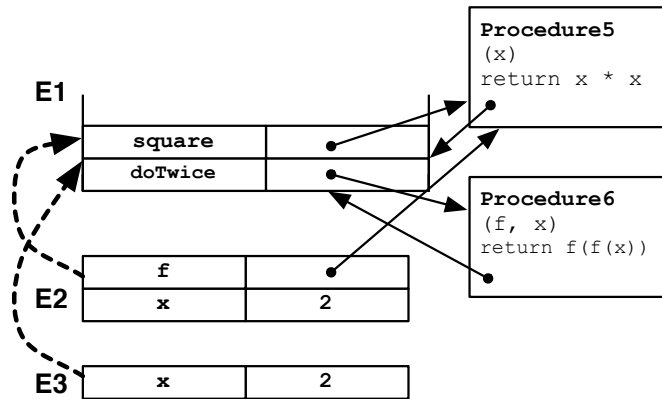 E1
square
doTwice
Procedure5
(x)
return x * x
Procedure6
(f, x)
return f(f(x))
E2
f
x 2
E3
x 2